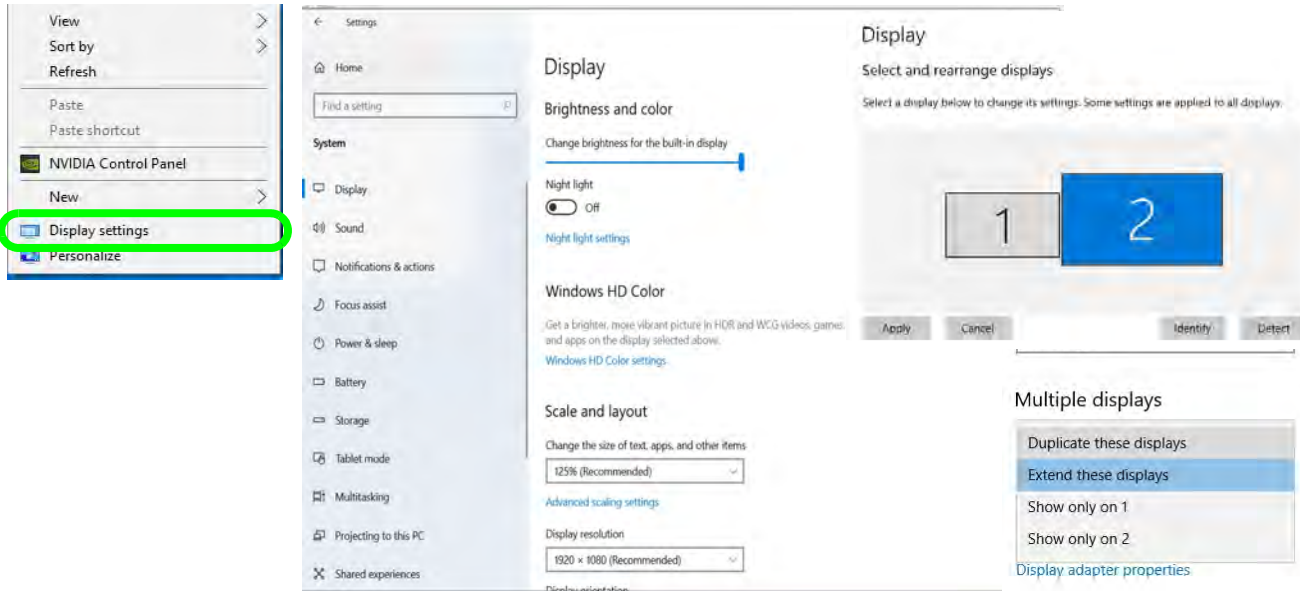 View
Sort by
Refresh
Paste
Paste shortcut
NVIDIA Control Panel
New
Display settings
Personalize
Settings
Home
Find a setting
System
Display
Sound
Notifications & actions
Focus assist
Power & sleep
Battery
Storage
Tablet mode
Multitasking
Projecting to this PC
Shared experiences
Display
Brightness and color
Change brightness for the built-in display
Night light
Off
Night light settings
Windows HD Color
Get a brighter, more vibrant picture in HDR and WCG videos, games
and apps on the display selected above.
Windows HD Color settings
Scale and layout
Change the size of text, apps, and other items
125% (Recommended)
Advanced scaling settings
Display resolution
1920 × 1080 (Recommended)
Display orientation
Display
Select and rearrange displays
Select a display below to change its settings. Some settings are applied to all displays.
1
2
Apply Cancel Identify Detect
Multiple displays
Duplicate these displays
Extend these displays
Show only on 1
Show only on 2
Display adapter properties